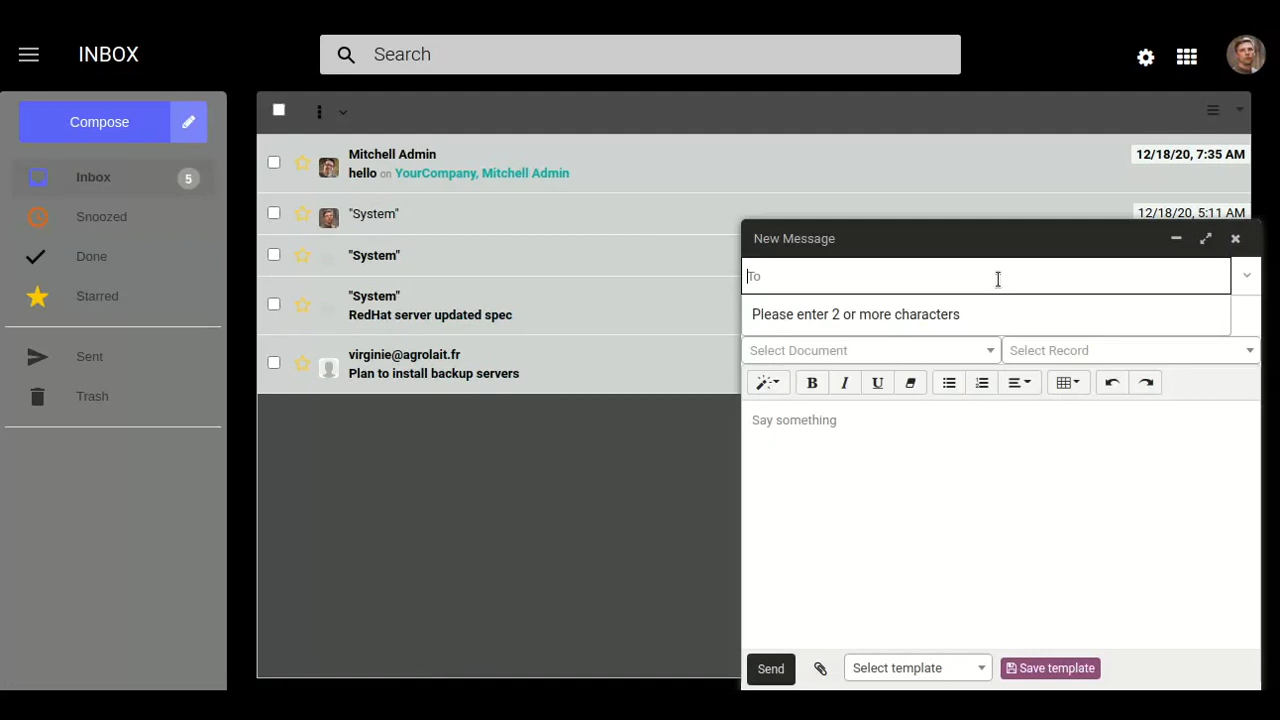 INBOX
Search
Compose
Inbox 5
Snoozed
Done
Starred
Sent
Trash
Mitchell Admin 12/18/20, 7:35 AM
hello on YourCompany, Mitchell Admin
"System" 12/18/20, 5:11 AM
"System"
"System"
RedHat server updated spec
virginie@agrolait.fr
Plan to install backup servers
New Message
To
Please enter 2 or more characters
Select Document Select Record
B I U
Say something
Send Select template Save template